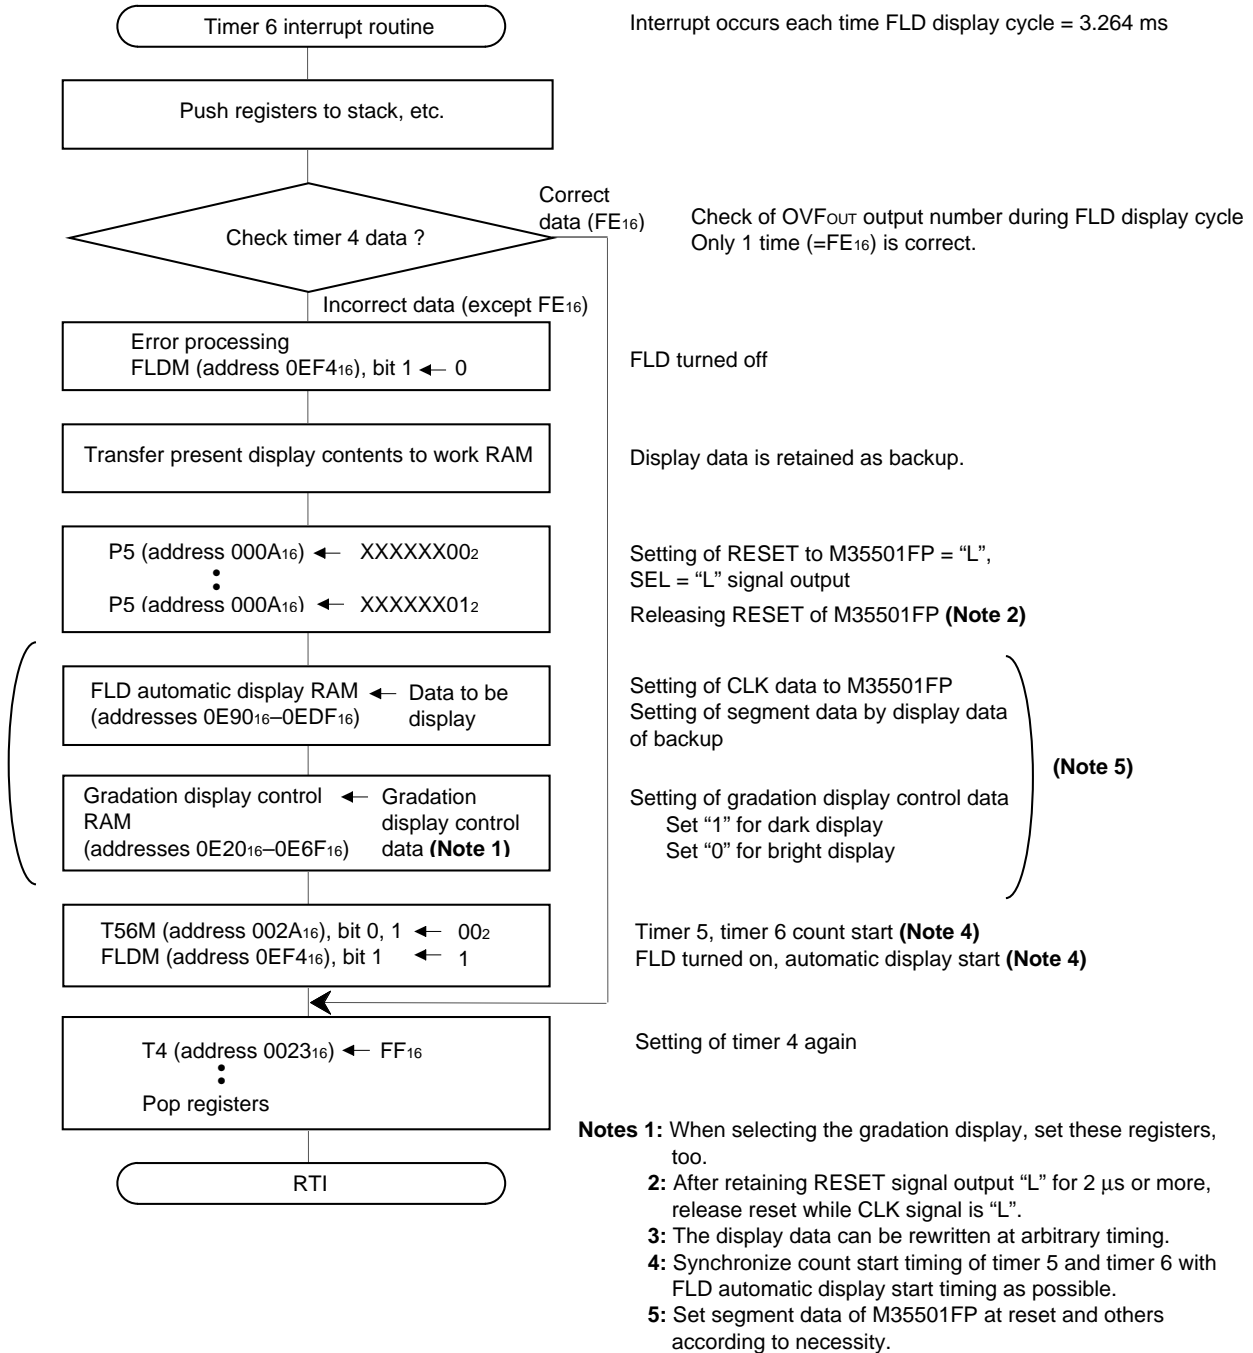 Timer 6 interrupt routine
Interrupt occurs each time FLD display cycle = 3.264 ms
Push registers to stack, etc.
Check timer 4 data ?
Correct
data (FE16)
Check of OVFOUT output number during FLD display cycle
Only 1 time (=FE16) is correct.
Incorrect data (except FE16)
Error processing
FLDM (address 0EF416), bit 1 ← 0
FLD turned off
Transfer present display contents to work RAM
Display data is retained as backup.
P5 (address 000A16) ← XXXXXX002
P5 (address 000A16) ← XXXXXX012
Setting of RESET to M35501FP = “L”,
SEL = “L” signal output
Releasing RESET of M35501FP (Note 2)
FLD automatic display RAM ← Data to be
(addresses 0E9016–0EDF16) display
Setting of CLK data to M35501FP
Setting of segment data by display data
of backup
(Note 5)
Gradation display control ← Gradation
RAM display control
(addresses 0E2016–0E6F16) data (Note 1)
Setting of gradation display control data
Set “1” for dark display
Set “0” for bright display
T56M (address 002A16), bit 0, 1 ← 002
FLDM (address 0EF416), bit 1 ← 1
Timer 5, timer 6 count start (Note 4)
FLD turned on, automatic display start (Note 4)
T4 (address 002316) ← FF16
Pop registers
Setting of timer 4 again
RTI
Notes 1: When selecting the gradation display, set these registers,
too.
2: After retaining RESET signal output “L” for 2 μs or more,
release reset while CLK signal is “L”.
3: The display data can be rewritten at arbitrary timing.
4: Synchronize count start timing of timer 5 and timer 6 with
FLD automatic display start timing as possible.
5: Set segment data of M35501FP at reset and others
according to necessity.